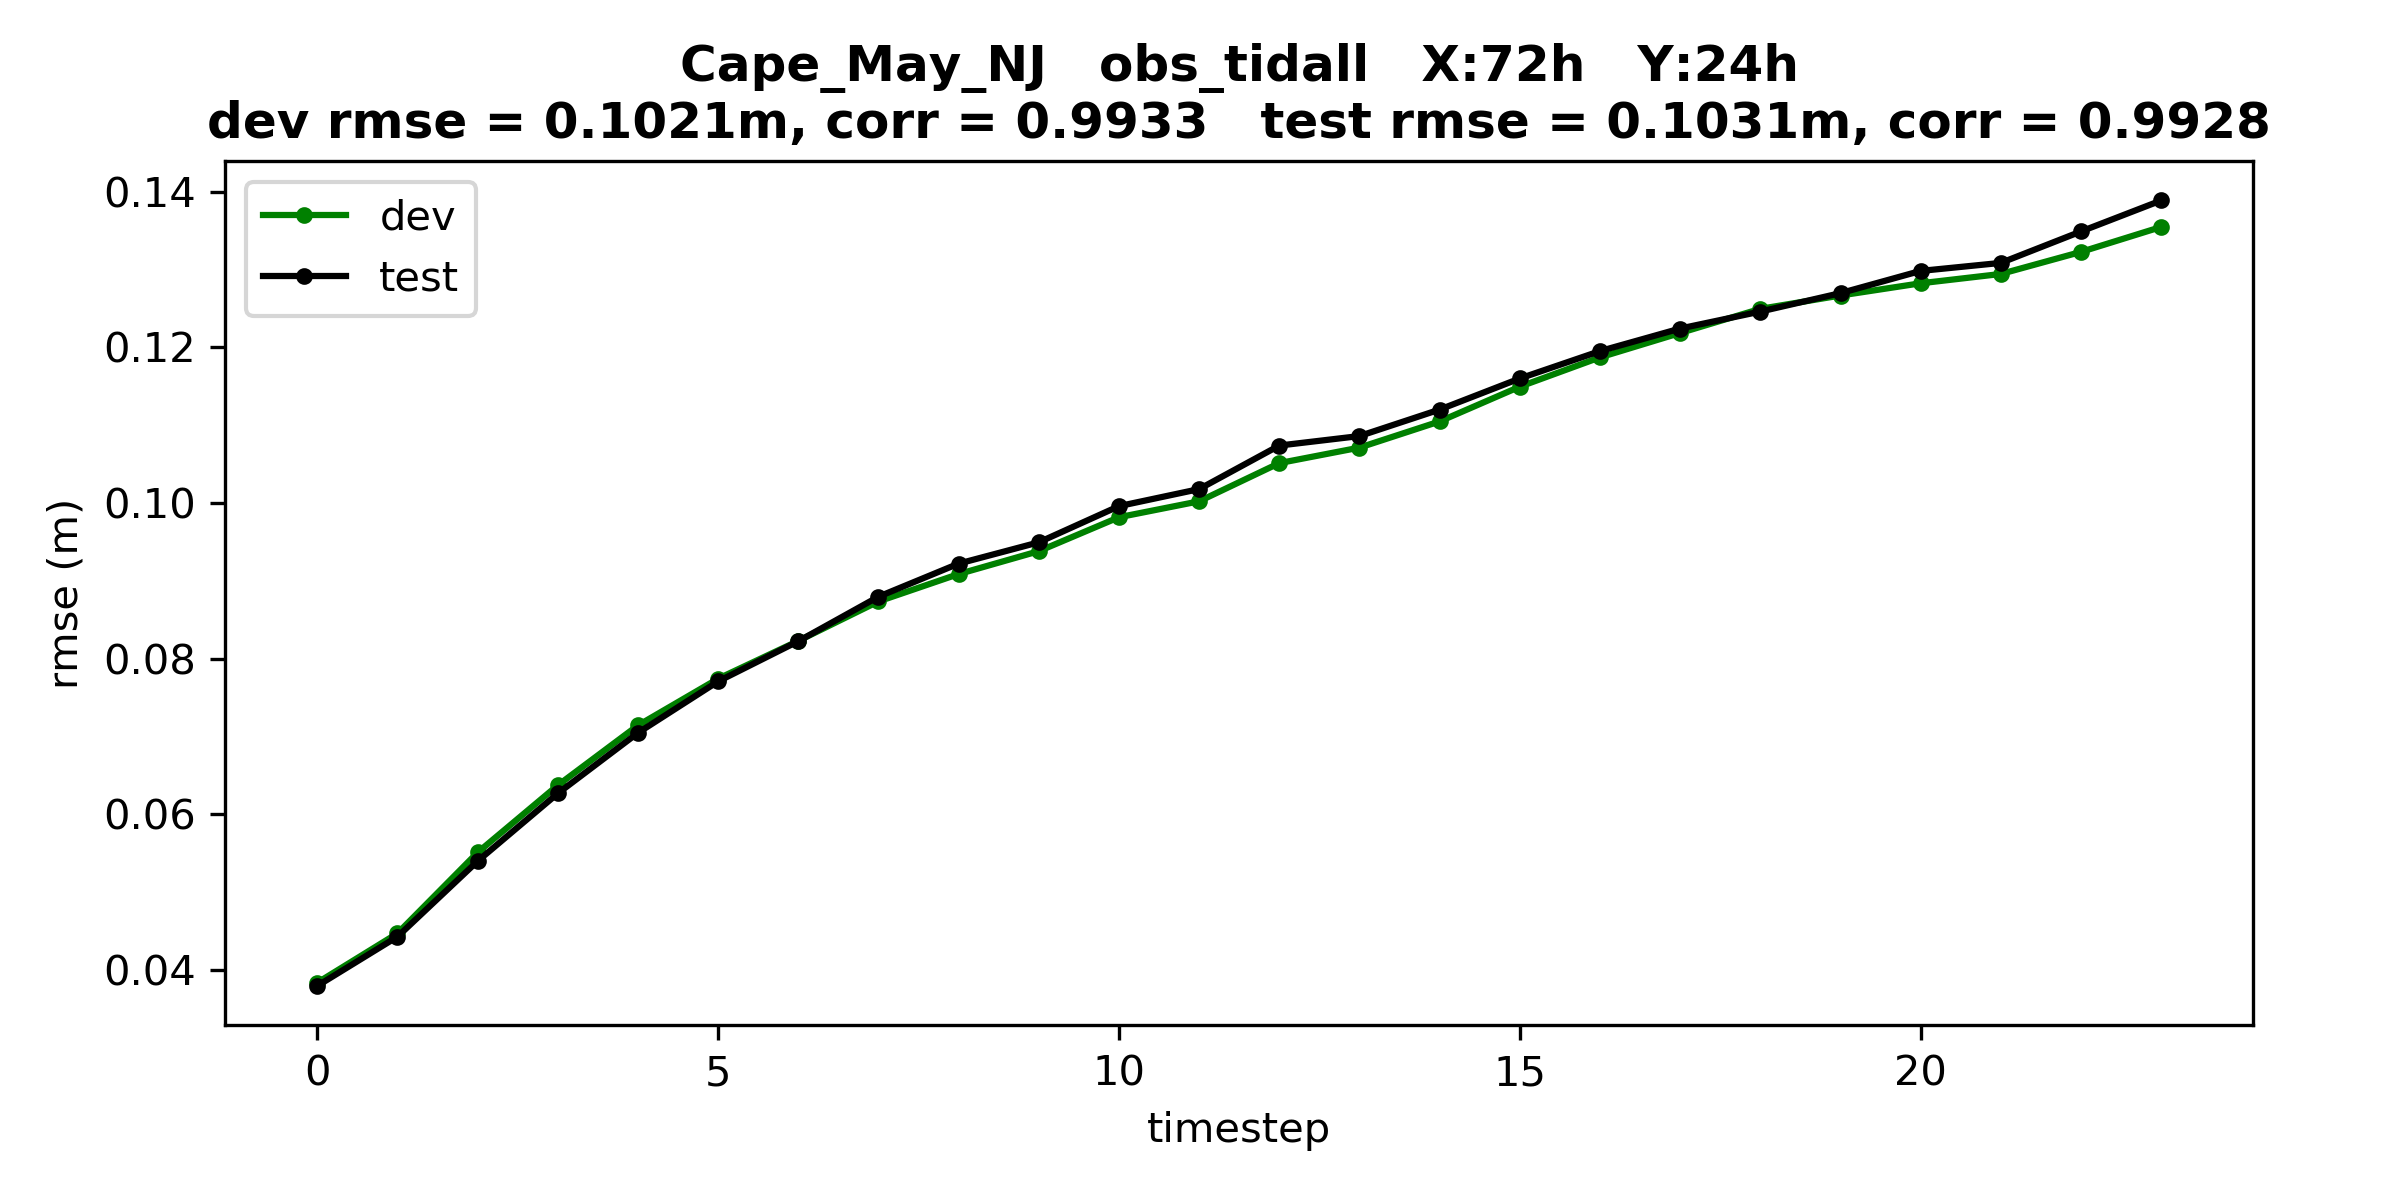 Cape_May_NJ   obs_tidall   X:72h   Y:24h
dev rmse = 0.1021m, corr = 0.9933   test rmse = 0.1031m, corr = 0.9928
dev
test
0.14
0.12
0.10
0.08
0.06
0.04
rmse (m)
0 5 10 15 20
timestep